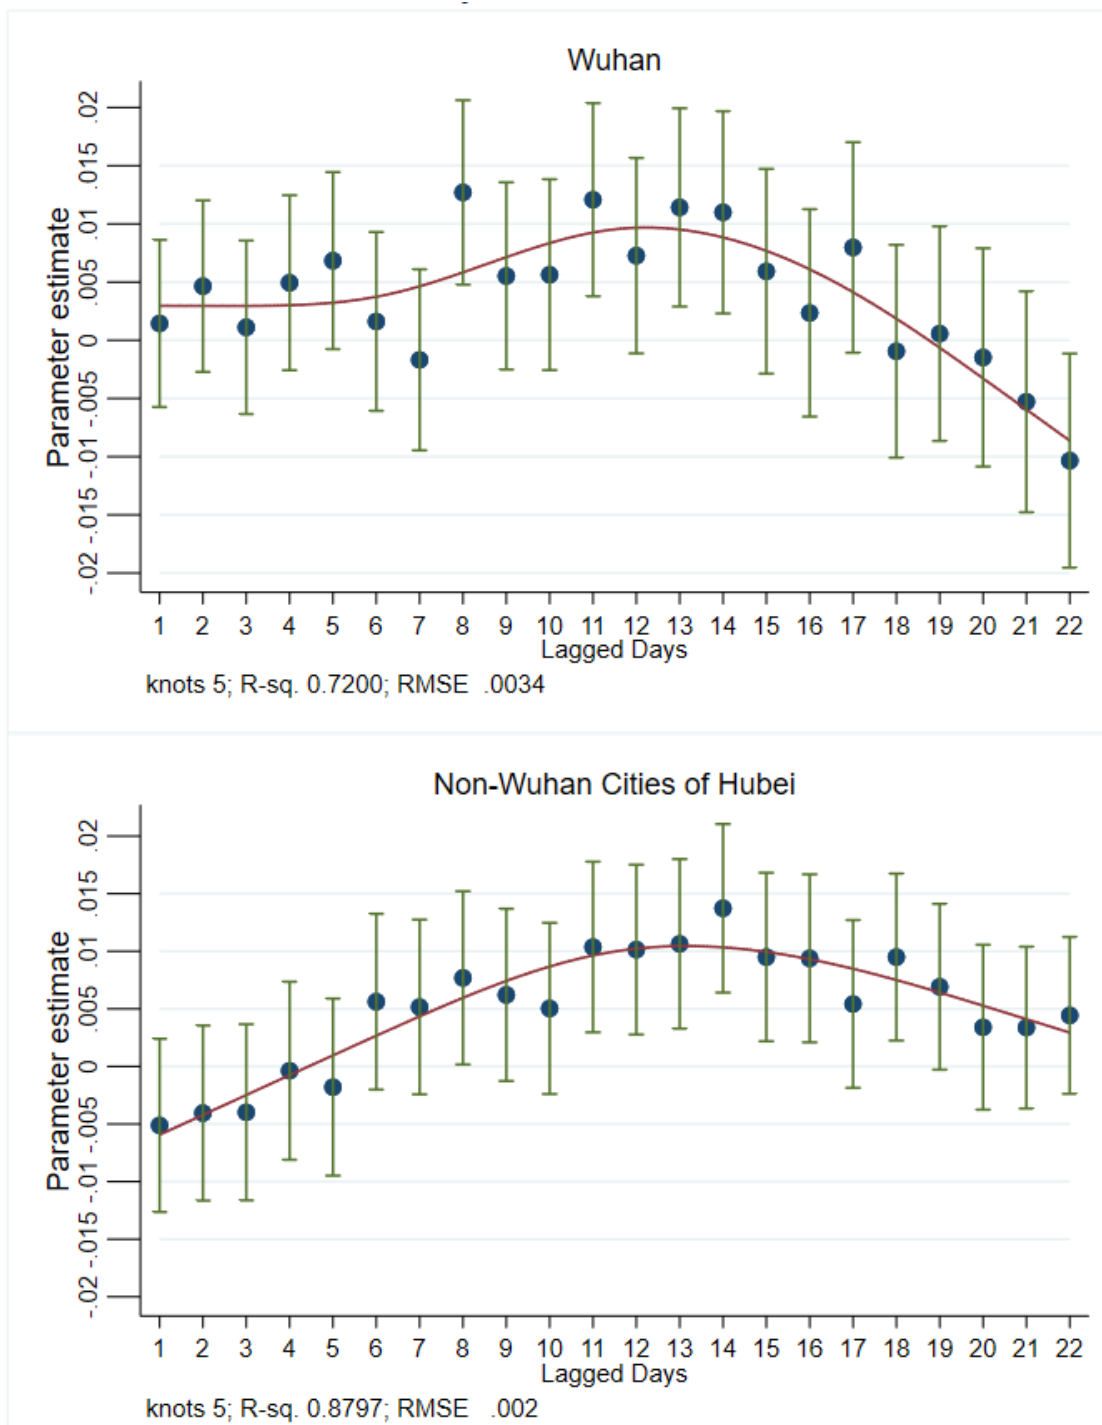 Wuhan
Parameter estimate
.02
.015
.01
.005
0
-.005
-.01
-.015
-.02
1 2 3 4 5 6 7 8 9 10 11 12 13 14 15 16 17 18 19 20 21 22
Lagged Days
knots 5; R-sq. 0.7200; RMSE .0034
Non-Wuhan Cities of Hubei
Parameter estimate
.02
.015
.01
.005
0
-.005
-.01
-.015
-.02
1 2 3 4 5 6 7 8 9 10 11 12 13 14 15 16 17 18 19 20 21 22
Lagged Days
knots 5; R-sq. 0.8797; RMSE .002